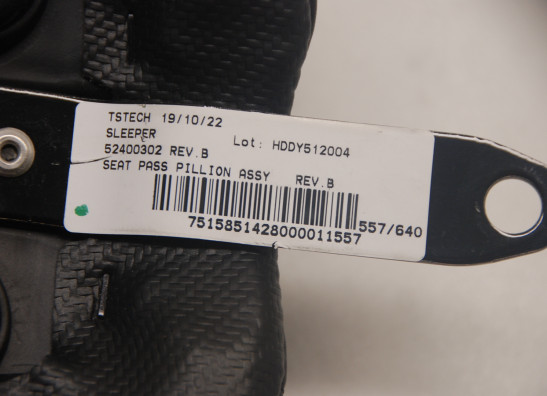 TSTECH 19/10/22
SLEEPER
Lot: HDDY512004
52400302 REV.B
SEAT PASS PILLION ASSY REV.B
557/640
7515851428000011557